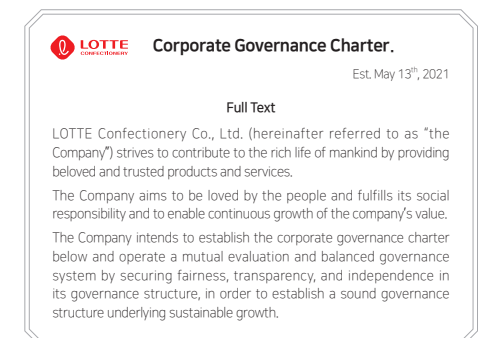 LOTTE
CONFECTIONERY
Corporate Governance Charter.
Est. May 13th, 2021
Full Text
LOTTE Confectionery Co., Ltd. (hereinafter referred to as "the
Company") strives to contribute to the rich life of mankind by providing
beloved and trusted products and services.
The Company aims to be loved by the people and fulfills its social
responsibility and to enable continuous growth of the company's value.
The Company intends to establish the corporate governance charter
below and operate a mutual evaluation and balanced governance
system by securing fairness, transparency, and independence in
its governance structure, in order to establish a sound governance
structure underlying sustainable growth.